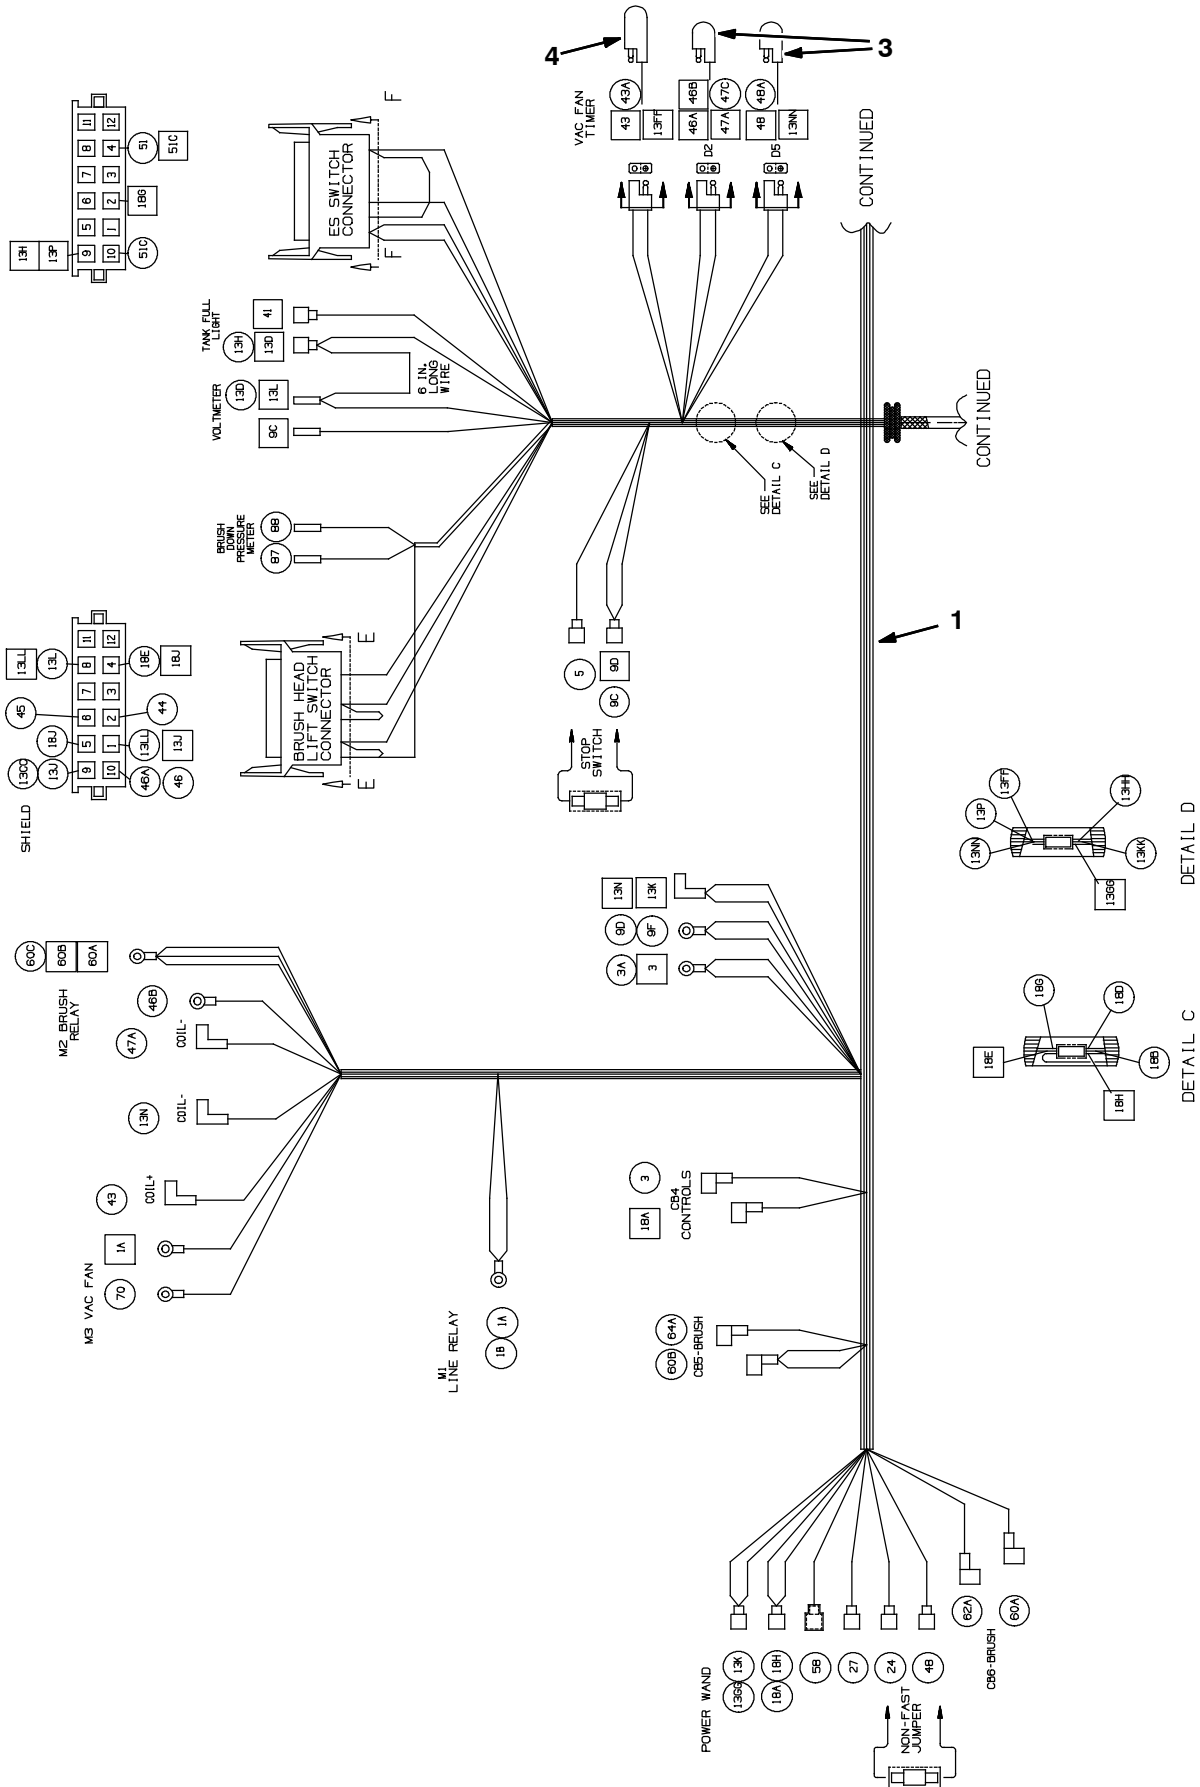 4
3
43A
43
13FF
VAC FAN
TIMER
46B
46A
47C
47A
D2
48A
48
13NN
D5
CONTINUED
CONTINUED
11
12
8
4
7
3
6
2
5
1
9
10
51
51C
18G
13H
13P
51C
F
F
ES SWITCH
CONNECTOR
TANK FULL
LIGHT
41
13H
13D
6 IN.
LONG
WIRE
VOLTMETER
13D
13L
9C
SEE
DETAIL C
SEE
DETAIL D
BRUSH
DOWN
PRESSURE
METER
88
87
SHIELD
11
12
8
4
7
3
6
2
5
1
9
10
13LL
13L
18E
18J
45
44
18J
13LL
13J
13CC
13J
46A
46
E
E
BRUSH HEAD
LIFT SWITCH
CONNECTOR
5
9D
9C
STOP
SWITCH
1
60C
60B
60A
M2 BRUSH
RELAY
46B
47A
COIL-
13N
COIL-
43
COIL+
1A
70
M3 VAC FAN
13N
13K
9D
9F
3A
3
M1
LINE RELAY
1A
1B
3
18A
CB4
CONTROLS
64A
60B
CB5-BRUSH
13NN
13P
13FF
13HH
13KK
13GG
DETAIL D
18E
18G
18D
18B
18H
DETAIL C
POWER WAND
13K
13GG
18H
18A
58
27
24
48
62A
60A
CB6-BRUSH
NON-FAST
JUMPER